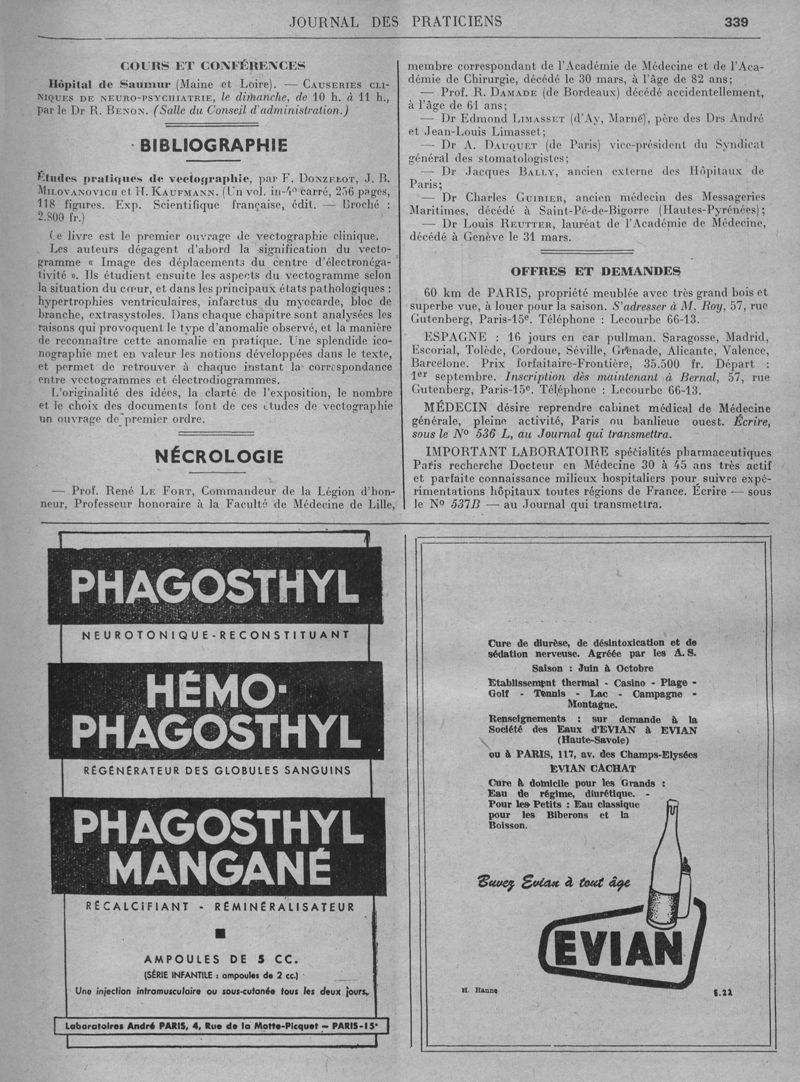 JOURNAL DES PRATICIENS
339
COURS ET CONFÉRENCES
Hôpital de Saumur (Maine et Loire). — CAUSERIES CLI-
NIQUES DE NEURO-PSYCHIATRIE, le dimanche, de 10 h. à 11 h.,
par le Dr R. BENON. (Salle du Conseil d'administration.)
BIBLIOGRAPHIE
Études pratiques de vectographie, par F. DONZELOT, J. B.
MILOVANOVICH et H. KAUFMANN. (Un vol. in-4° carré, 256 pages,
118 figures. Exp. Scientifique française, édit. — Broché :
2.800 fr.)
Ce livre est le premier ouvrage de vectographie clinique.
Les auteurs dégagent d'abord la signification du vecto-
gramme « Image des déplacements du centre d'électronéga-
tivité ». Ils étudient ensuite les aspects du vectogramme selon
la situation du cœur, et dans les principaux états pathologiques :
hypertrophies ventriculaires, infarctus du myocarde, bloc de
branche, extrasystoles. Dans chaque chapitre sont analysées les
raisons qui provoquent le type d'anomalie observé, et la manière
de reconnaître cette anomalie en pratique. Une splendide ico-
nographie met en valeur les notions développées dans le texte,
et permet de retrouver à chaque instant la correspondance
entre vectogrammes et électrodiogrammes.
L'originalité des idées, la clarté de l'exposition, le nombre
et le choix des documents font de ces études de vectographie
un ouvrage de premier ordre.
NÉCROLOGIE
— Prof. René LE FORT, Commandeur de la Légion d'hon-
neur, Professeur honoraire à la Faculté de Médecine de Lille,
membre correspondant de l'Académie de Médecine et de l'Aca-
démie de Chirurgie, décédé le 30 mars, à l'âge de 82 ans;
— Prof. R. DAMADE (de Bordeaux) décédé accidentellement,
à l'âge de 61 ans;
— Dr Edmond LIMASSET (d'Ay, Marne), père des Drs André
et Jean-Louis Limasset;
— Dr A. DAUQUET (de Paris) vice-président du Syndicat
général des stomatologistes;
— Dr Jacques BALLY, ancien externe des Hôpitaux de
Paris;
— Dr Charles GUIBIER, ancien médecin des Messageries
Maritimes, décédé à Saint-Pé-de-Bigorre (Hautes-Pyrénées);
— Dr Louis REUTTER, lauréat de l'Académie de Médecine,
décédé à Genève le 31 mars.
OFFRES ET DEMANDES
60 km de PARIS, propriété meublée avec très grand bois et
superbe vue, à louer pour la saison. S'adresser à M. Roy, 57, rue
Gutenberg, Paris-15e. Téléphone : Lecourbe 66-13.
ESPAGNE : 16 jours en car pullman. Saragosse, Madrid,
Escorial, Tolède, Cordoue, Séville, Grenade, Alicante, Valence,
Barcelone. Prix forfaitaire-Frontière, 35.500 fr. Départ :
1er septembre. Inscription dès maintenant à Bernal, 57, rue
Gutenberg, Paris-15e. Téléphone : Lecourbe 66-13.
MÉDECIN désire reprendre cabinet médical de Médecine
générale, pleine activité, Paris ou banlieue ouest. Écrire,
sous le N° 536 L, au Journal qui transmettra.
IMPORTANT LABORATOIRE spécialités pharmaceutiques
Paris recherche Docteur en Médecine 30 à 45 ans très actif
et parfaite connaissance milieux hospitaliers pour suivre expé-
rimentations hôpitaux toutes régions de France. Écrire — sous
le N° 537B — au Journal qui transmettra.
PHAGOSTHYL
NEUROTONIQUE-RECONSTITUANT
HÉMO-
PHAGOSTHYL
RÉGÉNÉRATEUR DES GLOBULES SANGUINS
PHAGOSTHYL
MANGANÉ
RÉCALCIFIANT - REMINÉRALISATEUR
AMPOULES DE 5 CC.
(SÉRIE INFANTILE : ampoules de 2 cc.)
Une injection intramusculaire ou sous-cutanée tous les deux jours.
Laboratoires André PARIS, 4, Rue de la Motte-Picquet — PARIS-15e
Cure de diurèse, de désintoxication et de
sédation nerveuse. Agréée par les A. S.
Saison : Juin à Octobre
Etablissement thermal - Casino - Plage -
Golf - Tennis - Lac - Campagne -
Montagne.
Renseignements : sur demande à la
Société des Eaux d'EVIAN à EVIAN
(Haute-Savoie)
ou à PARIS, 117, av. des Champs-Elysées
EVIAN CACHAT
Cure à domicile pour les Grands :
Eau de régime, diurétique. -
Pour les Petits : Eau classique
pour les Biberons et la
Boisson.
Buvez Evian à tout âge
EVIAN
H. Hanne
E.22